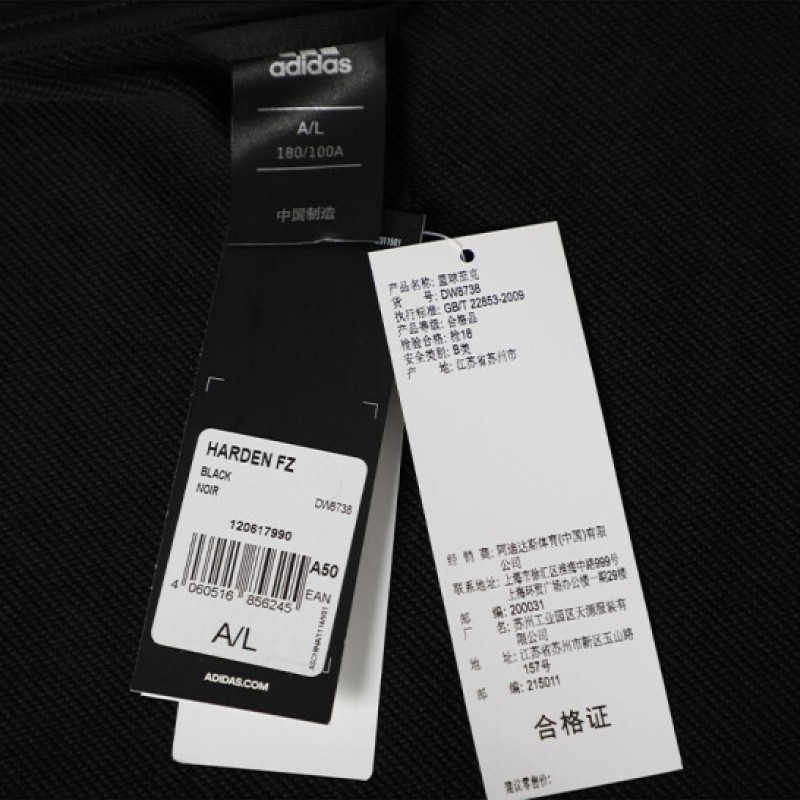 adidas
A/L
180/100A
中国制造
HARDEN FZ
BLACK
NOIR
DW6738
120617990
A50
4 060516 856245 EAN
A/L
ADIDAS.COM
产品名称: 篮球茄克
货 号: DW6738
执行标准: GB/T 22853-2009
产品等级: 合格品
检验合格: 检18
安全类别: B类
产 地: 江苏省苏州市
经 销 商: 阿迪达斯体育(中国)有限
公司
联系地址: 上海市徐汇区淮海中路999号
上海环贸广场办公楼一期29楼
邮 编: 200031
厂 名: 苏州工业园区天源服装有
限公司
地 址: 江苏省苏州市新区玉山路
157号
邮 编: 215011
合格证
建议零售价: